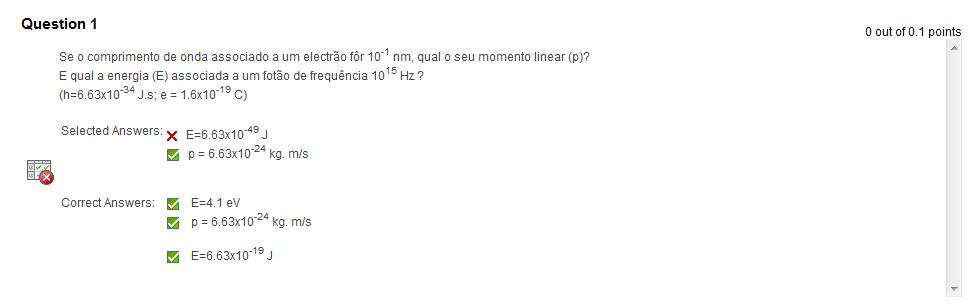 Question 1
0 out of 0.1 points
Se o comprimento de onda associado a um electrão fôr 10⁻¹ nm, qual o seu momento linear (p)?
E qual a energia (E) associada a um fotão de frequência 10¹⁵ Hz ?
(h=6.63x10⁻³⁴ J.s; e = 1.6x10⁻¹⁹ C)
Selected Answers: E=6.63x10⁻⁴⁹ J
p = 6.63x10⁻²⁴ kg. m/s
Correct Answers: E=4.1 eV
p = 6.63x10⁻²⁴ kg. m/s
E=6.63x10⁻¹⁹ J